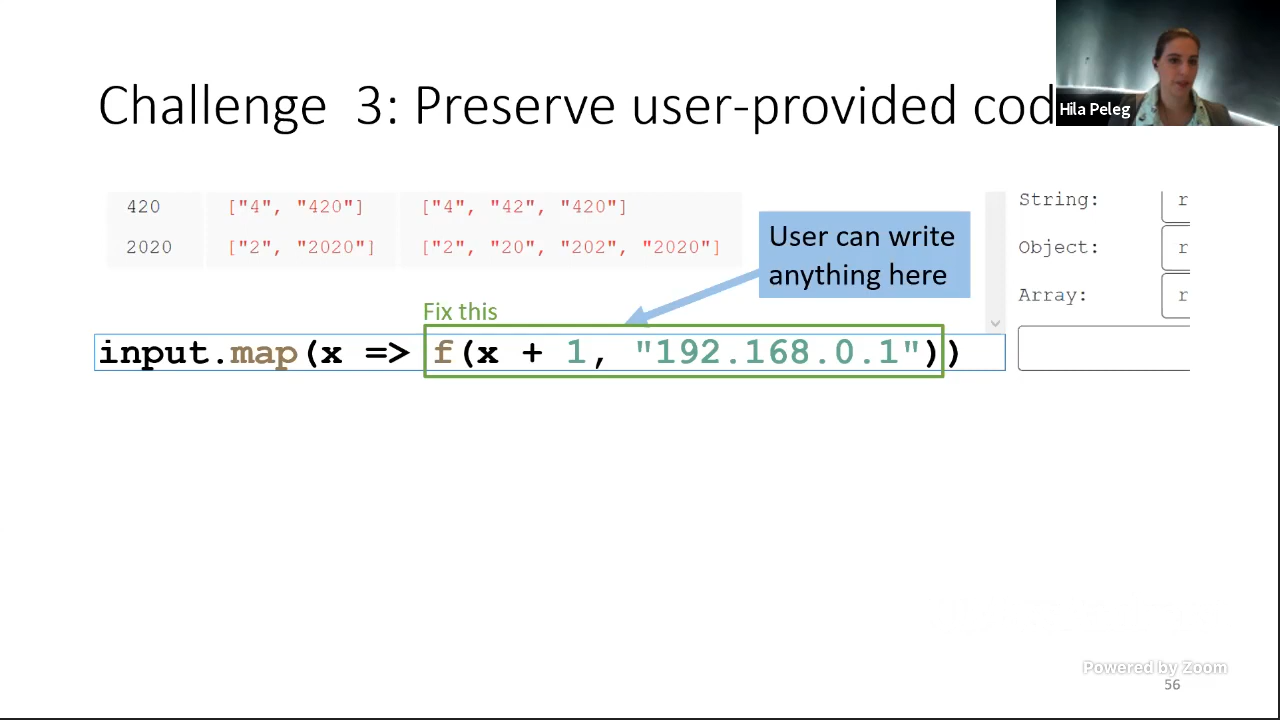 Challenge 3: Preserve user-provided cod
Hila Peleg
420 ["4", "420"] ["4", "42", "420"]
2020 ["2", "2020"] ["2", "20", "202", "2020"]
User can write
anything here
String: r
Object: r
Array: r
Fix this
input.map(x => f(x + 1, "192.168.0.1"))
Powered by Zoom
56